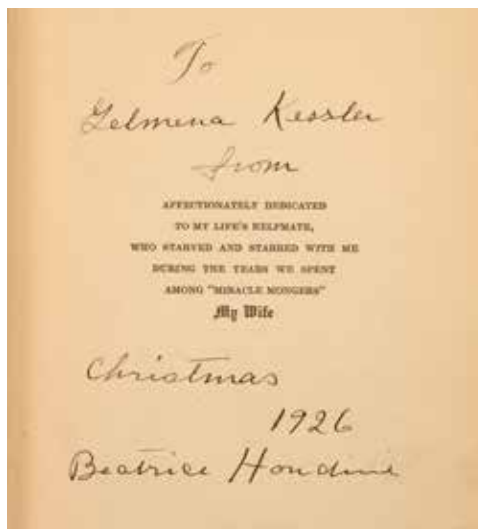 To
Gelmena Kessler
from
AFFECTIONATELY DEDICATED
TO MY LIFE'S HELPMATE,
WHO STARVED AND STARRED WITH ME
DURING THE YEARS WE SPENT
AMONG "MIRACLE MONGERS"
My Wife
Christmas
1926
Beatrice Houdini